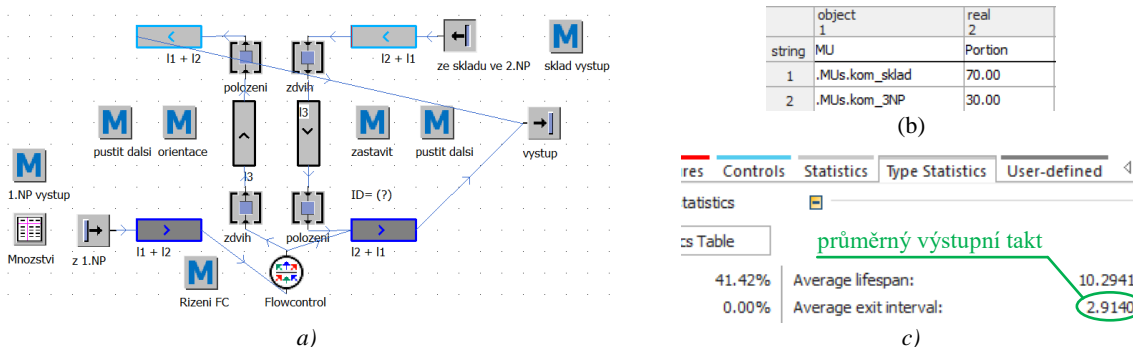 l1 + l2
l2 + l1
ze skladu ve 2.NP
M
sklad vystup
polozeni
zdvih
M
M
l3
M
M
pustit dalsi
orientace
zastavit
pustit dalsi
vystup
M
1.NP vystup
l3
ID= (?)
Mnozstvi
z 1.NP
l1 + l2
zdvih
polozeni
l2 + l1
M
Rizeni FC
Flowcontrol
a)
object
1
real
2
string
MU
Portion
1
.MUs.kom_sklad
70.00
2
.MUs.kom_3NP
30.00
(b)
res
Controls
Statistics
Type Statistics
User-defined
tatistics
cs Table
průměrný výstupní takt
41.42%
Average lifespan:
10.2941
0.00%
Average exit interval:
2.9140
c)